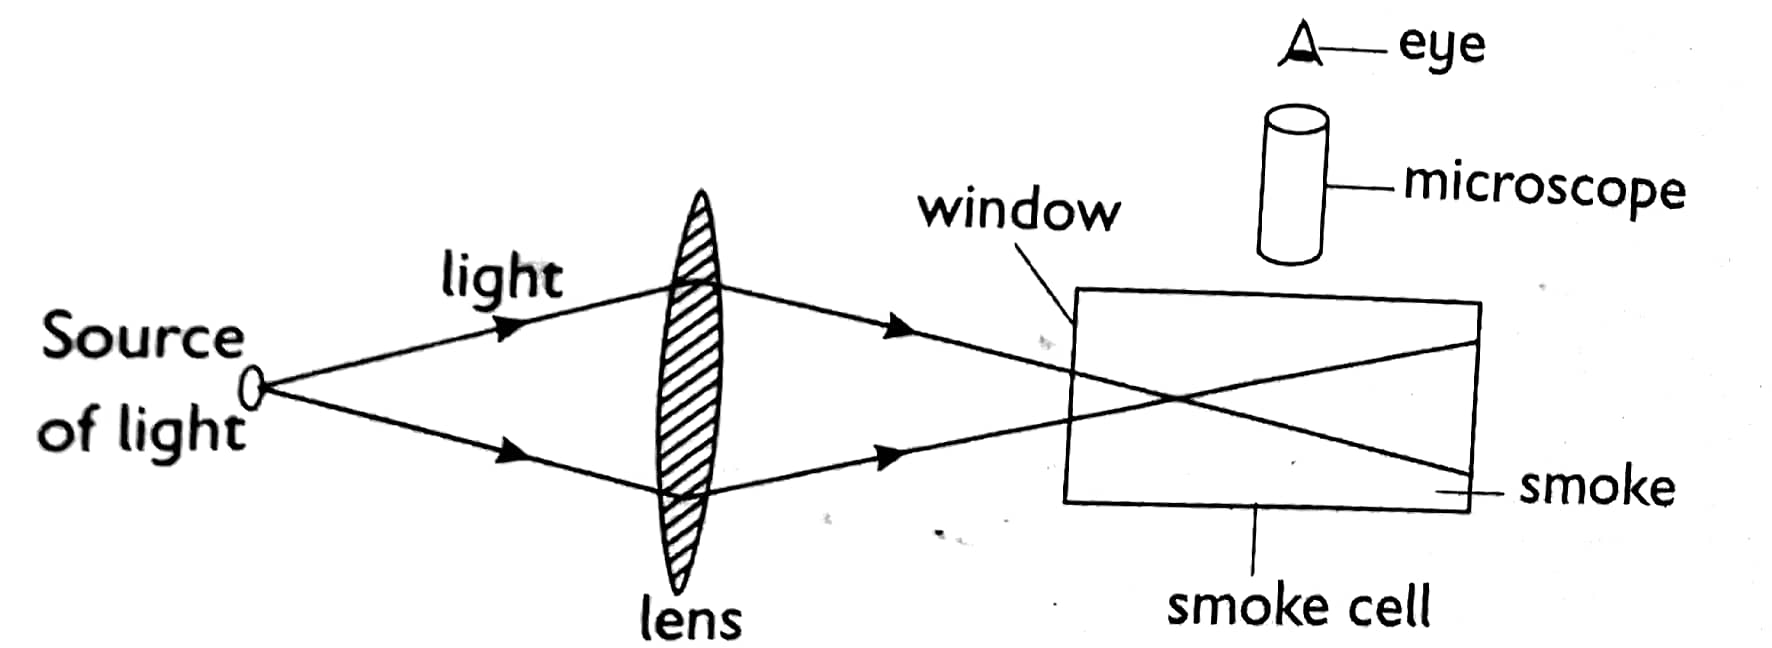 eye
microscope
window
light
Source
of light
smoke
smoke cell
lens